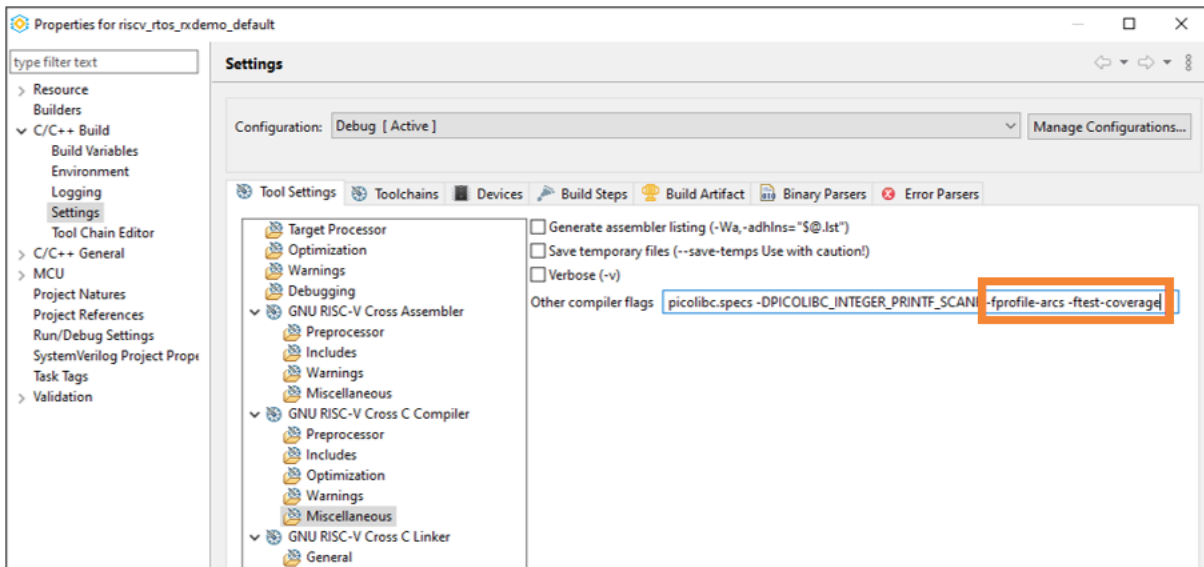 Properties for riscv_rtos_rxdemo_default
type filter text
Settings
Resource
Builders
C/C++ Build
Build Variables
Environment
Logging
Settings
Tool Chain Editor
C/C++ General
MCU
Project Natures
Project References
Run/Debug Settings
SystemVerilog Project Prope
Task Tags
Validation
Configuration: Debug [ Active ]
Manage Configurations...
Tool Settings Toolchains Devices Build Steps Build Artifact Binary Parsers Error Parsers
Target Processor
Optimization
Warnings
Debugging
GNU RISC-V Cross Assembler
Preprocessor
Includes
Warnings
Miscellaneous
GNU RISC-V Cross C Compiler
Preprocessor
Includes
Optimization
Warnings
Miscellaneous
GNU RISC-V Cross C Linker
General
Generate assembler listing (-Wa,-adhlns="$@.lst")
Save temporary files (--save-temps Use with caution!)
Verbose (-v)
Other compiler flags picolibc.specs -DPICOLIBC_INTEGER_PRINTF_SCANF -fprofile-arcs -ftest-coverage